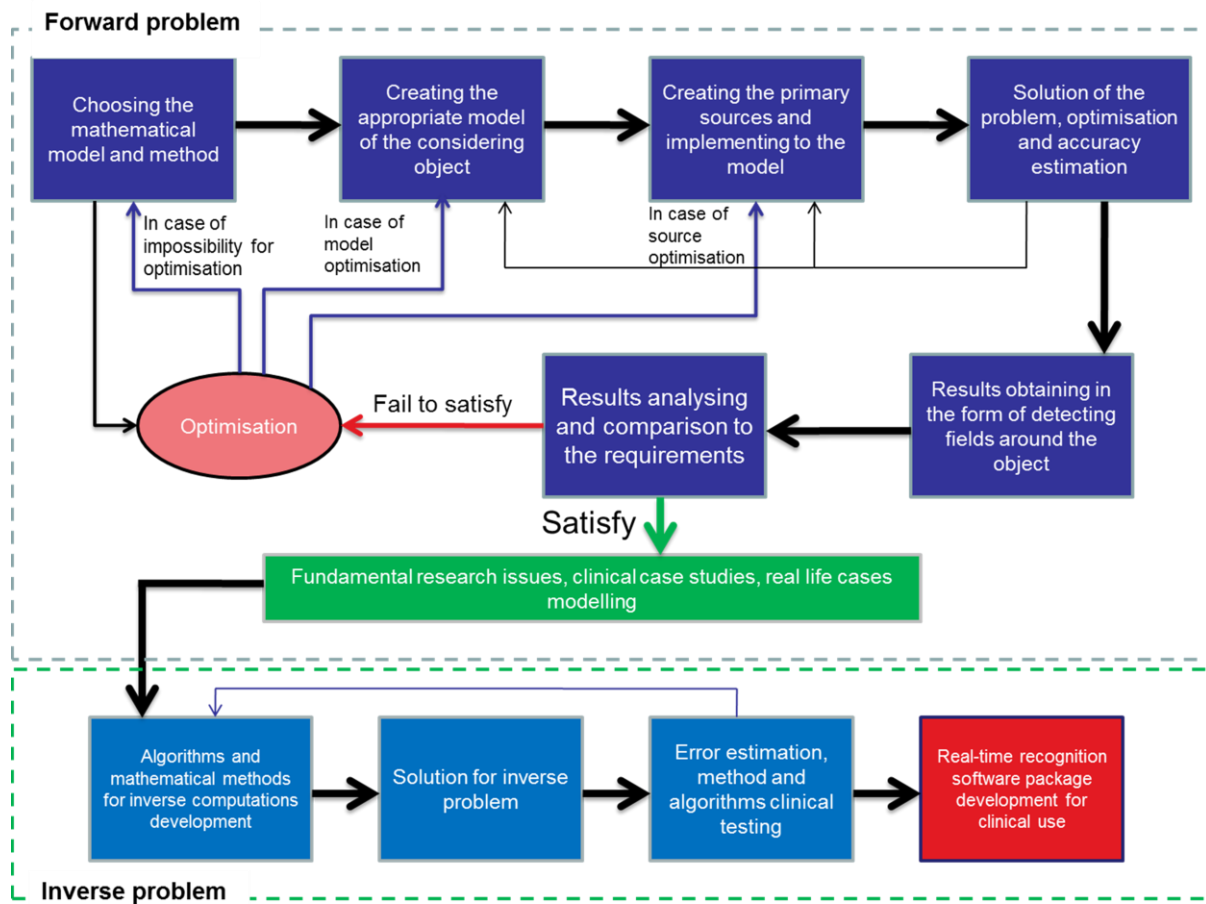 Forward problem
Choosing the
mathematical
model and method
Creating the
appropriate model
of the considering
object
Creating the primary
sources and
implementing to the
model
Solution of the
problem, optimisation
and accuracy
estimation
In case of
impossibility for
optimisation
In case of
model
optimisation
In case of
source
optimisation
Optimisation
Fail to satisfy
Results analysing
and comparison to
the requirements
Results obtaining in
the form of detecting
fields around the
object
Satisfy
Fundamental research issues, clinical case studies, real life cases
modelling
Algorithms and
mathematical methods
for inverse computations
development
Solution for inverse
problem
Error estimation,
method and
algorithms clinical
testing
Real-time recognition
software package
development for
clinical use
Inverse problem